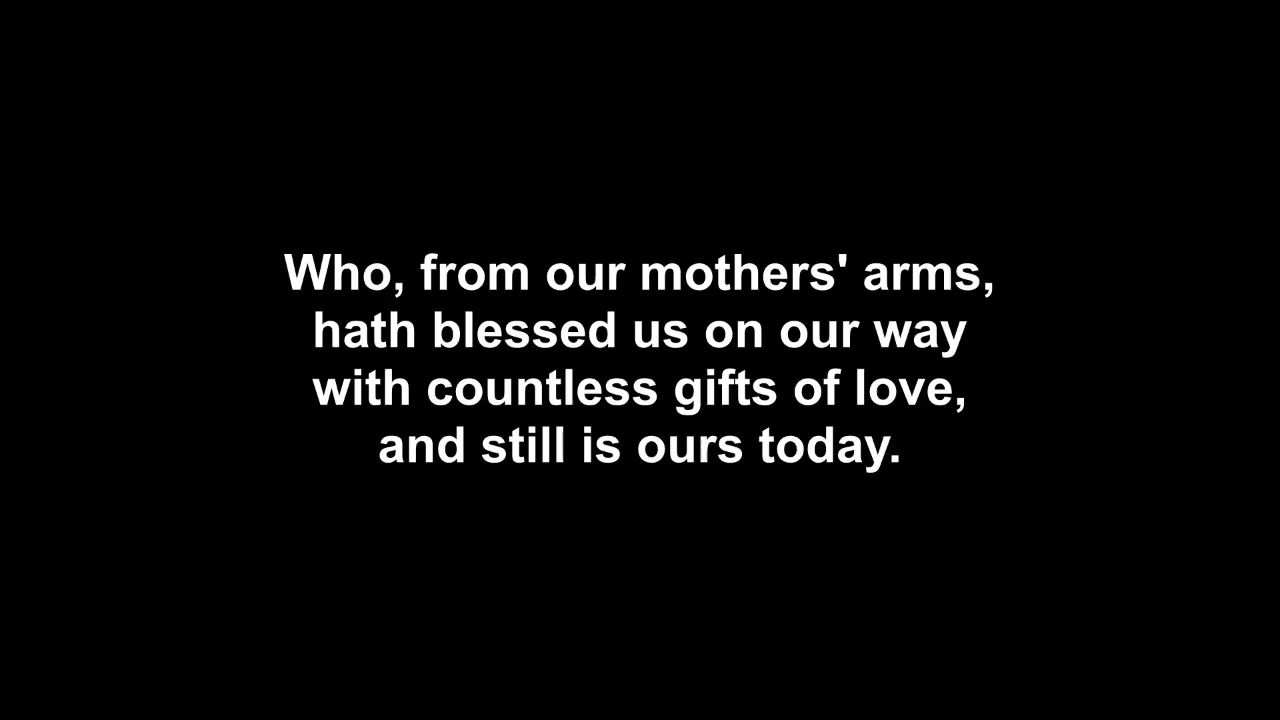 Who, from our mothers' arms,
hath blessed us on our way
with countless gifts of love,
and still is ours today.